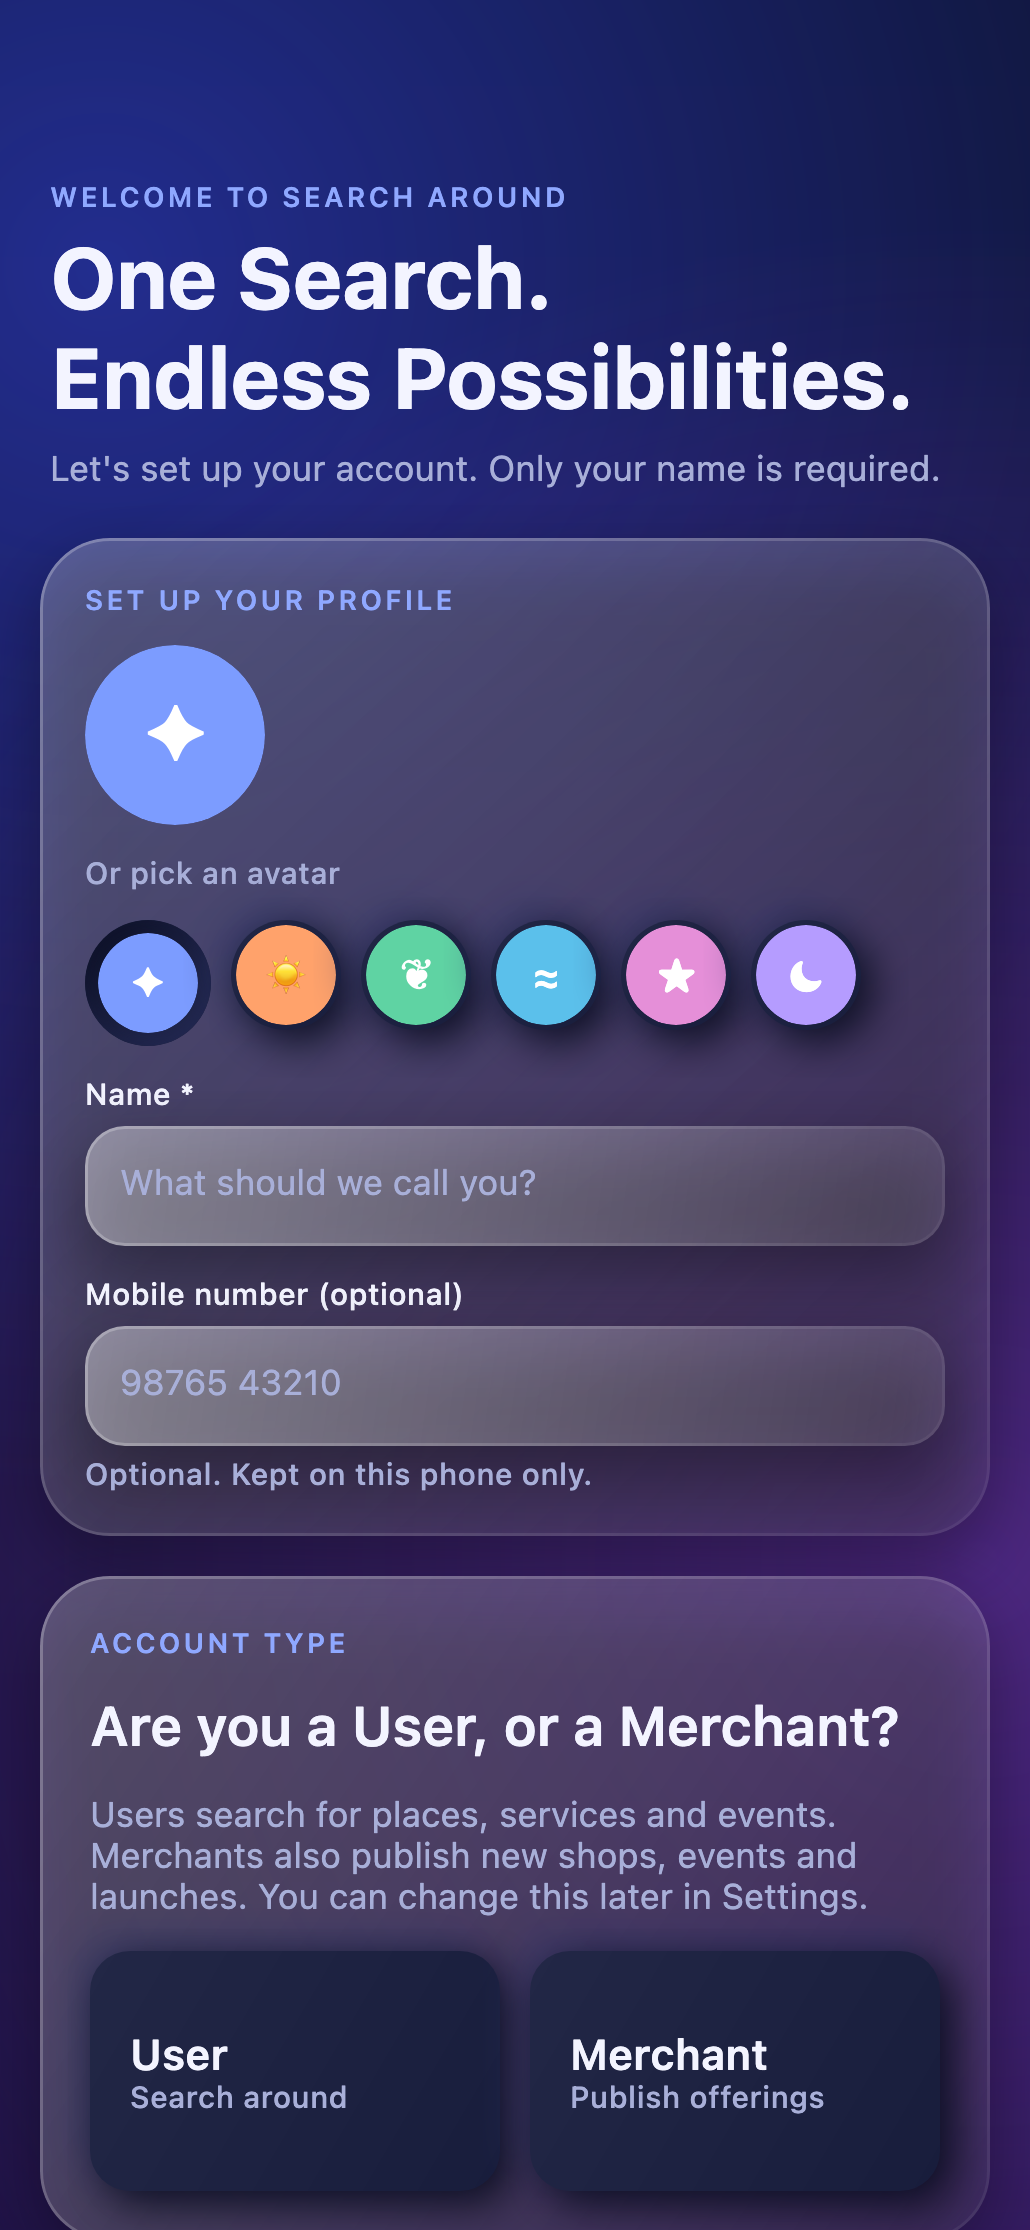 WELCOME TO SEARCH AROUND
One Search.
Endless Possibilities.
Let's set up your account. Only your name is required.
SET UP YOUR PROFILE
Or pick an avatar
Name *
What should we call you?
Mobile number (optional)
98765 43210
Optional. Kept on this phone only.
ACCOUNT TYPE
Are you a User, or a Merchant?
Users search for places, services and events.
Merchants also publish new shops, events and
launches. You can change this later in Settings.
User
Search around
Merchant
Publish offerings